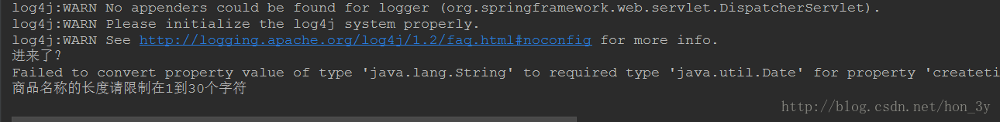 log4j:WARN No appenders could be found for logger (org.springframework.web.servlet.DispatcherServlet).
log4j:WARN Please initialize the log4j system properly.
log4j:WARN See http://logging.apache.org/log4j/1.2/faq.html#noconfig for more info.
进来了?
Failed to convert property value of type 'java.lang.String' to required type 'java.util.Date' for property 'createti
商品名称的长度请限制在1到30个字符
http://blog.csdn.net/hon_3y